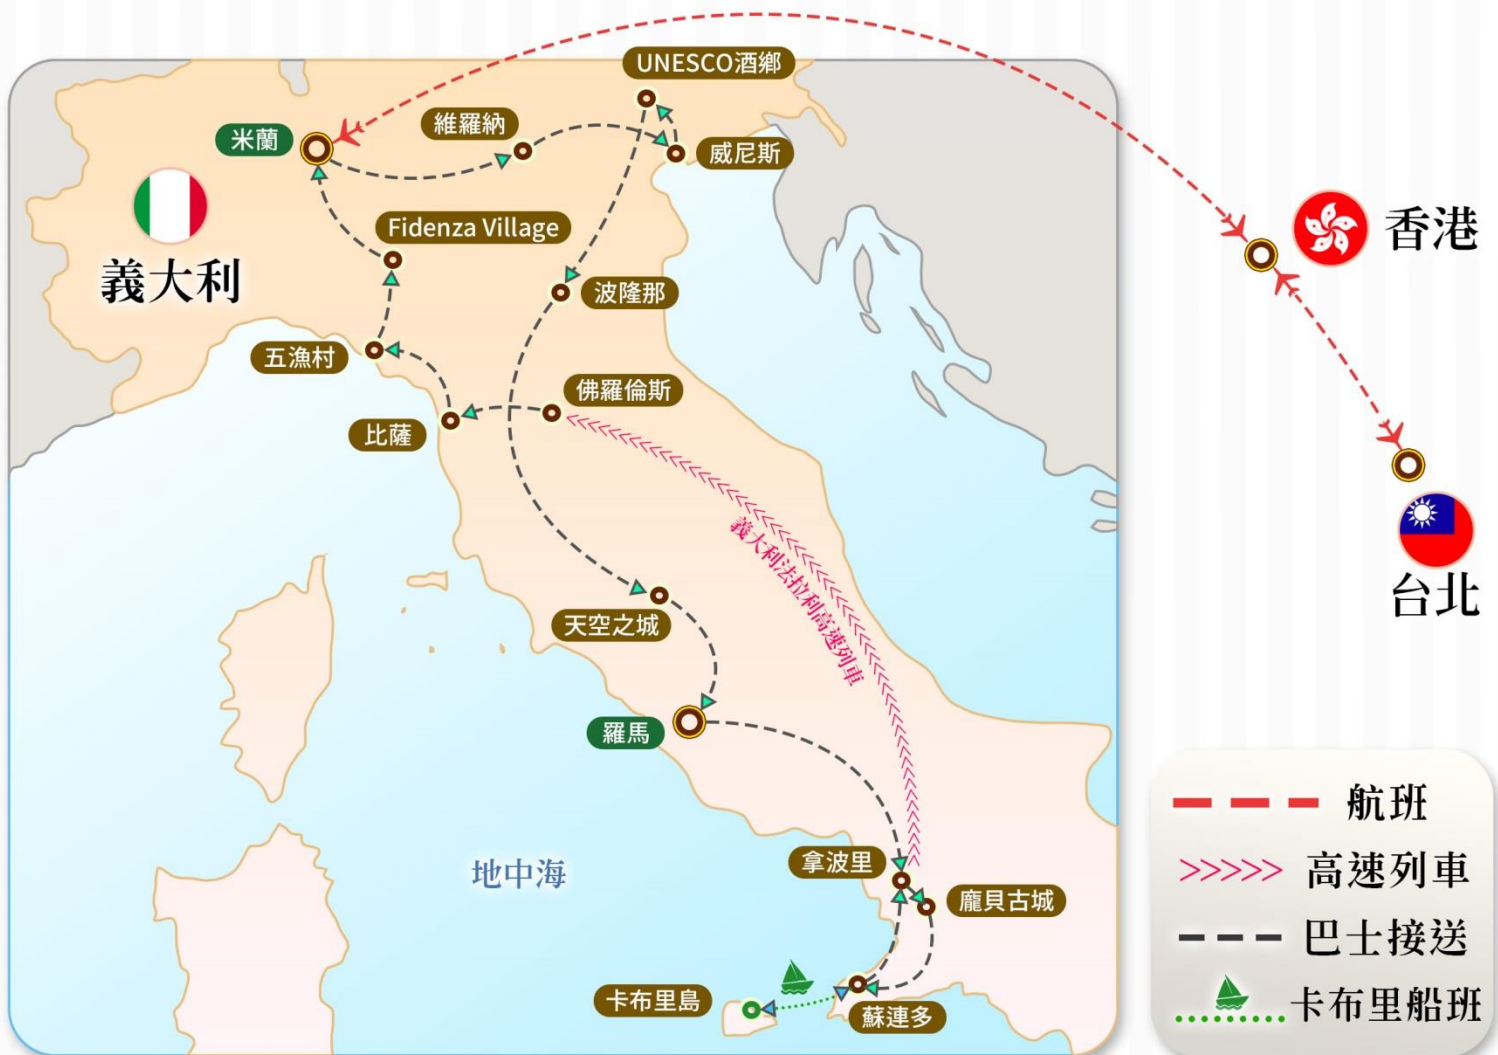 UNESCO酒鄉
維羅納
米蘭
威尼斯
Fidenza Village
香港
義大利
波隆那
五漁村
佛羅倫斯
比薩
義大利法拉利高速列車
台北
天空之城
羅馬
航班
拿波里
高速列車
地中海
龐貝古城
巴士接送
卡布里島
蘇連多
卡布里船班